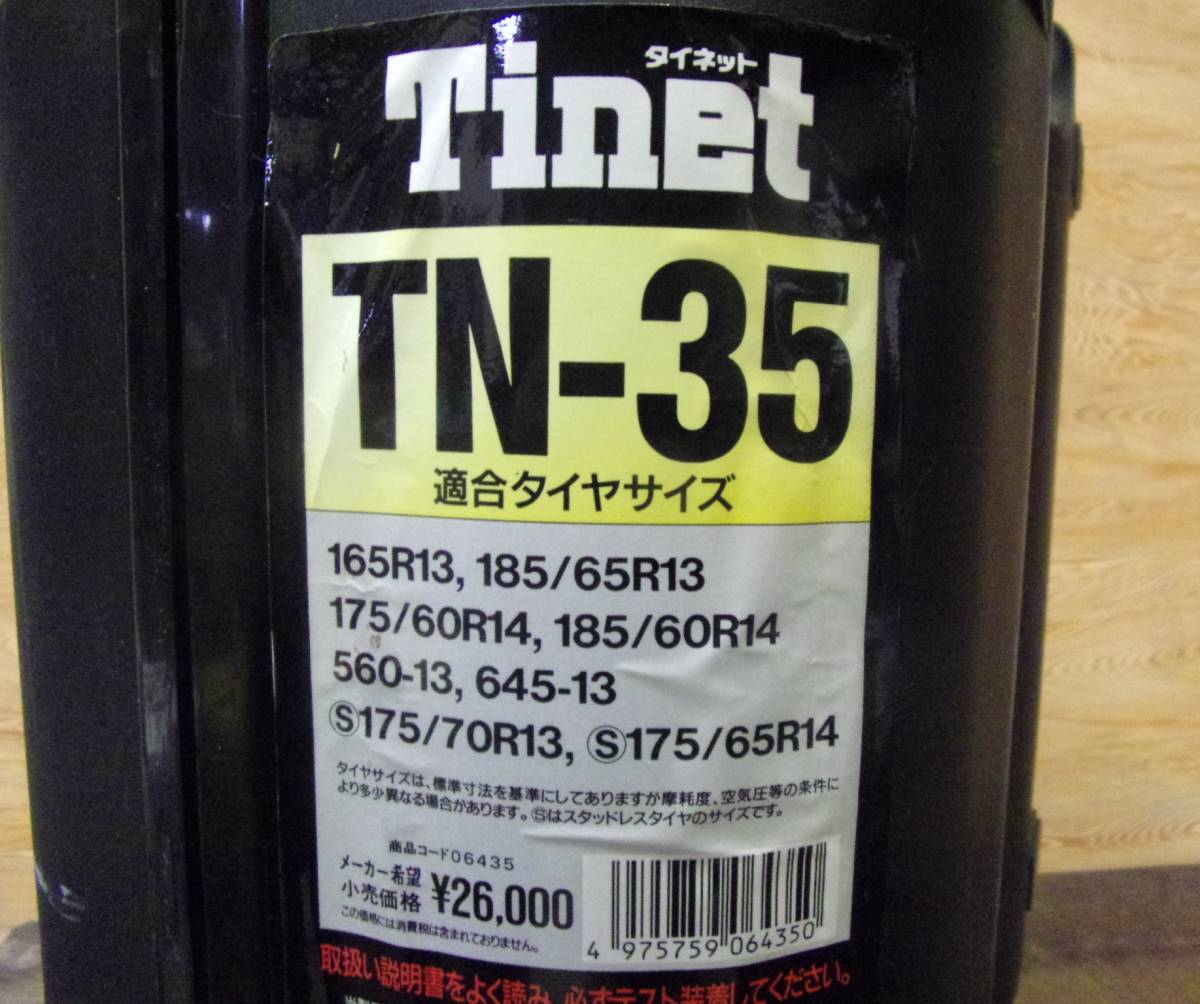 タイネット
Tinet
TN-35
適合タイヤサイズ
165R13, 185/65R13
175/60R14, 185/60R14
560-13, 645-13
Ⓢ175/70R13, Ⓢ175/65R14
タイヤサイズは、標準寸法を基準にしてありますが摩耗度、空気圧等の条件に
より多少異なる場合があります。Ⓢはスタッドレスタイヤのサイズです。
商品コード06435
メーカー希望
小売価格 ¥26,000
この価格には消費税は含まれておりません。
4 975759 064350
取扱い説明書をよく読み、必ずテスト装着してください。